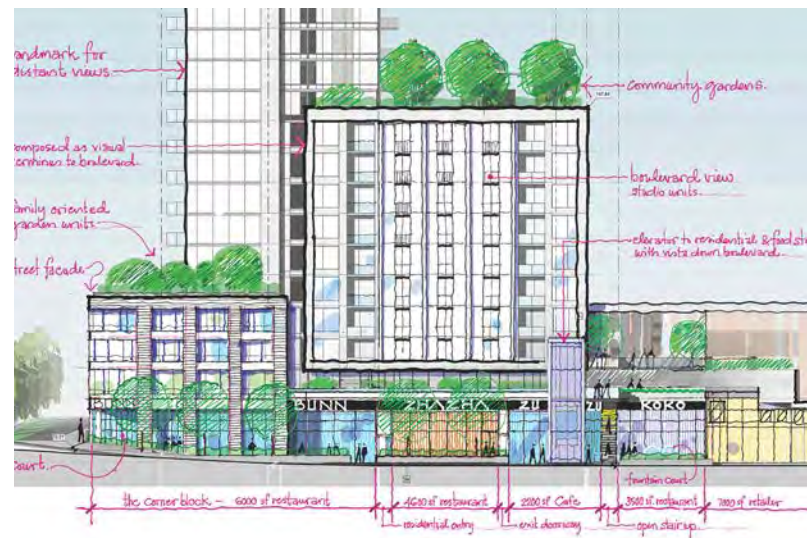 landmark for
distant views
community gardens.
composed as visual
terminus to boulevard.
boulevard view
studio units
family oriented
garden units
elevator to residential & food st
with vista down boulevard
street facade
BUNN
ZHAZHA
ZU
ZU
KOKO
court.
fountain court
the corner block - 6000 sf restaurant
4600 sf restaurant
2200 sf Cafe
3500 sf restaurant
7000 sf retailer
residential entry
exit doorway
open stair up